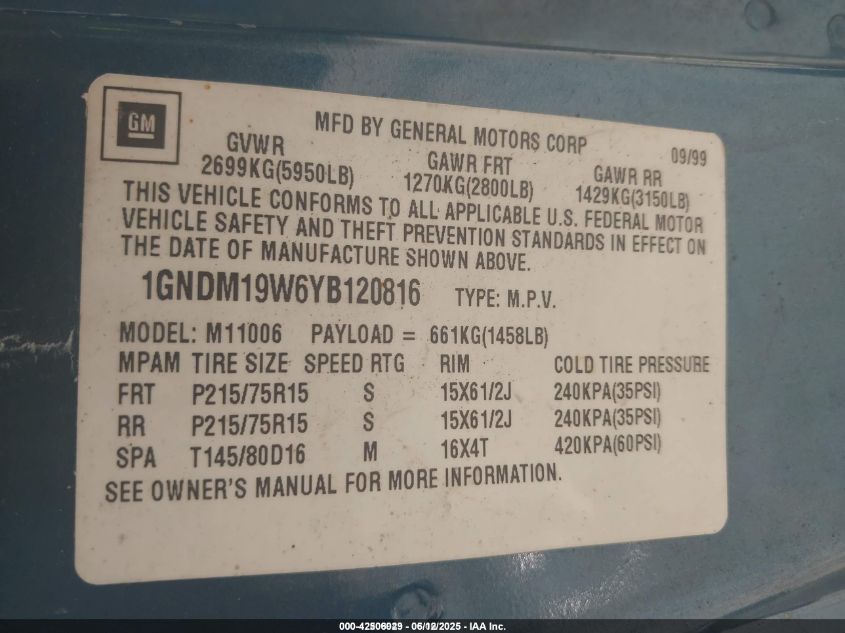 GM
MFD BY GENERAL MOTORS CORP 09/99
GVWR GAWR FRT GAWR RR
2699KG(5950LB) 1270KG(2800LB) 1429KG(3150LB)
THIS VEHICLE CONFORMS TO ALL APPLICABLE U.S. FEDERAL MOTOR
VEHICLE SAFETY AND THEFT PREVENTION STANDARDS IN EFFECT ON
THE DATE OF MANUFACTURE SHOWN ABOVE.
1GNDM19W6YB120816 TYPE: M.P.V.
MODEL: M11006 PAYLOAD = 661KG(1458LB)
MPAM TIRE SIZE SPEED RTG RIM COLD TIRE PRESSURE
FRT P215/75R15 S 15X61/2J 240KPA(35PSI)
RR P215/75R15 S 15X61/2J 240KPA(35PSI)
SPA T145/80D16 M 16X4T 420KPA(60PSI)
SEE OWNER'S MANUAL FOR MORE INFORMATION.
- IAA Inc.